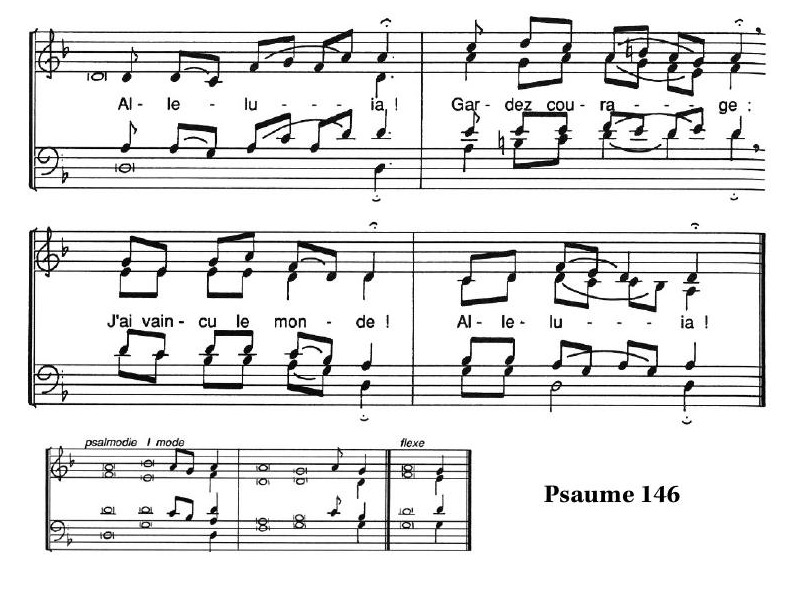 Al - le - lu - - - ia ! Gar - dez cou - ra - - - ge :
J'ai vain - cu le mon - de ! Al - le - lu - - - ia !
psalmodie I mode flexe
Psaume 146